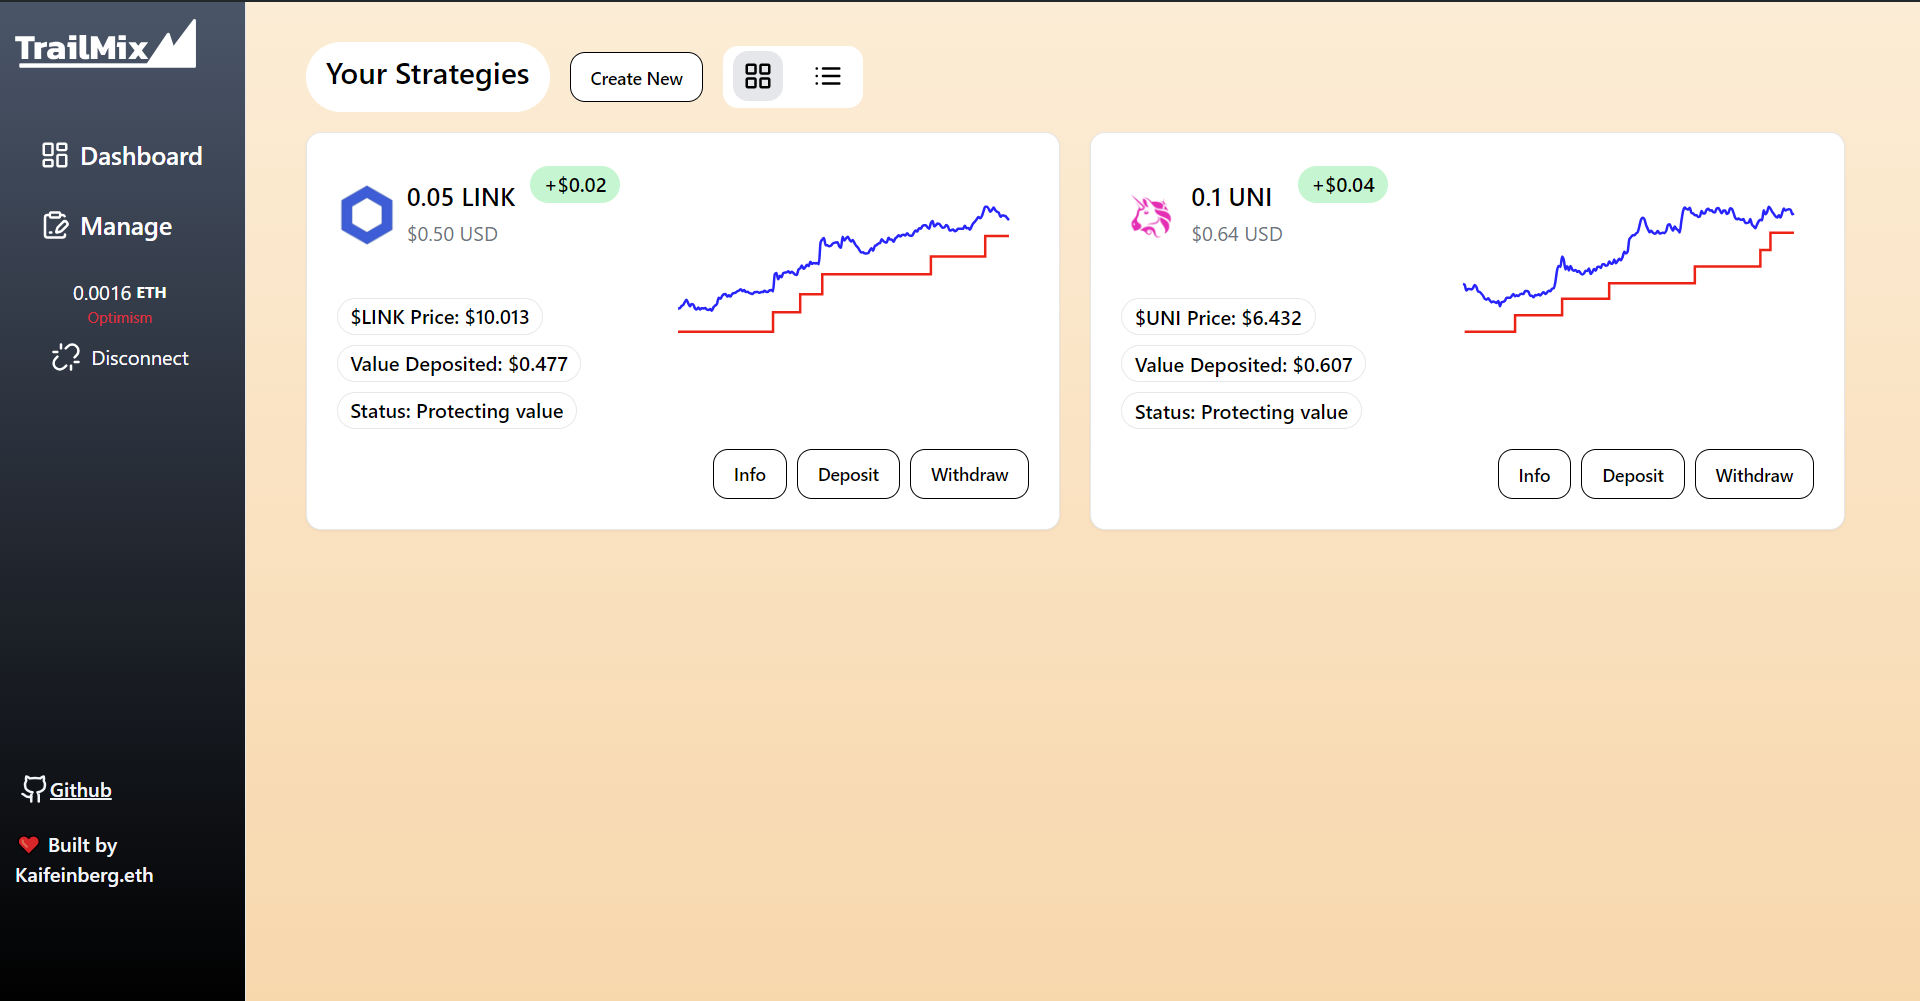 TrailMix
Dashboard
Manage
0.0016 ETH
Optimism
Disconnect
Github
❤ Built by
Kaifeinberg.eth
Your Strategies
Create New
0.05 LINK
+$0.02
$0.50 USD
$LINK Price: $10.013
Value Deposited: $0.477
Status: Protecting value
Info
Deposit
Withdraw
0.1 UNI
+$0.04
$0.64 USD
$UNI Price: $6.432
Value Deposited: $0.607
Status: Protecting value
Info
Deposit
Withdraw